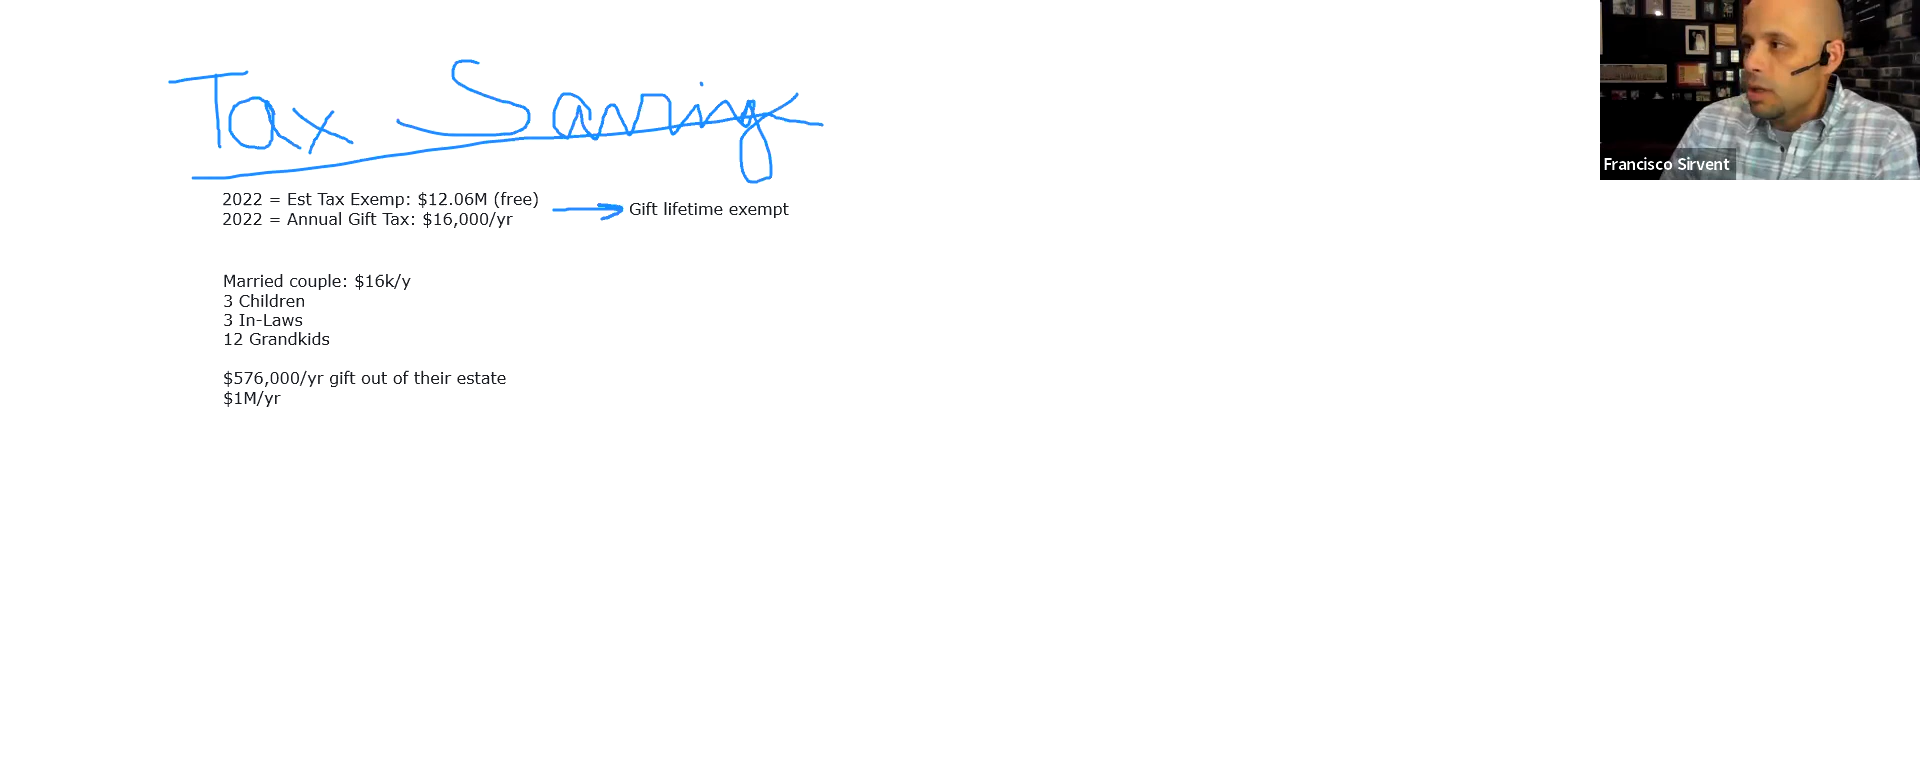 Tax Saving
2022 = Est Tax Exemp: $12.06M (free)
2022 = Annual Gift Tax: $16,000/yr
Gift lifetime exempt
Married couple: $16k/y
3 Children
3 In-Laws
12 Grandkids
$576,000/yr gift out of their estate
$1M/yr
Francisco Sirvent